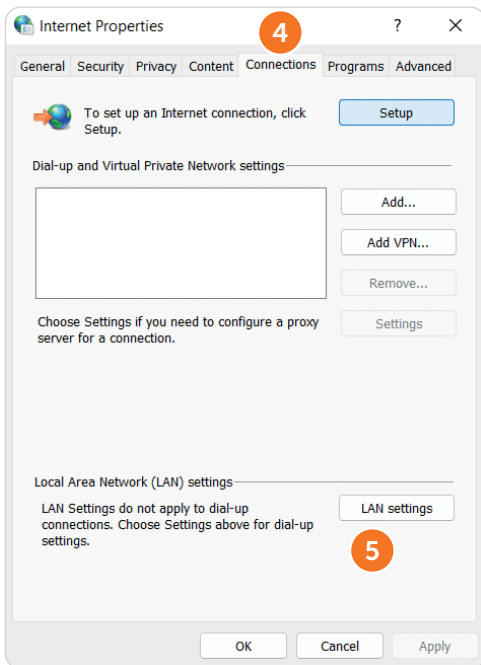 Internet Properties ? X
4
General Security Privacy Content Connections Programs Advanced
To set up an Internet connection, click
Setup.
Setup
Dial-up and Virtual Private Network settings
Add...
Add VPN...
Remove...
Choose Settings if you need to configure a proxy
server for a connection.
Settings
Local Area Network (LAN) settings
LAN Settings do not apply to dial-up
connections. Choose Settings above for dial-up
settings.
LAN settings
5
OK Cancel Apply